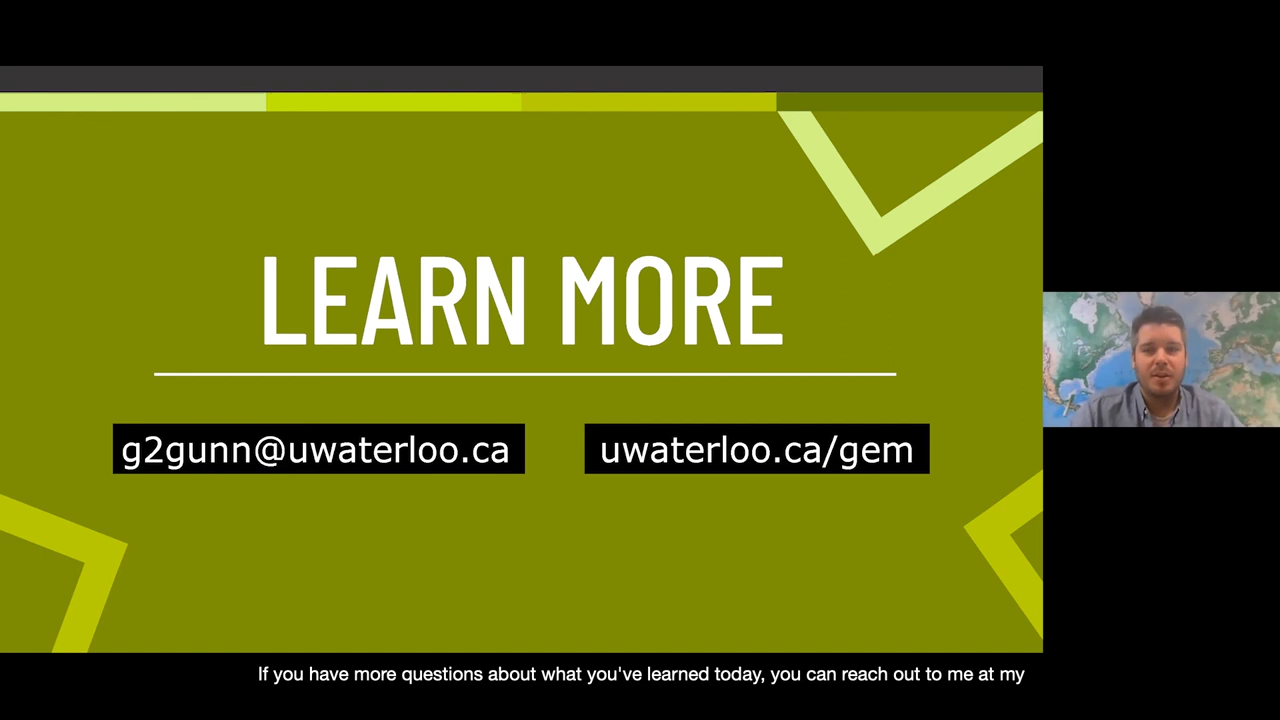 LEARN MORE
g2gunn@uwaterloo.ca
uwaterloo.ca/gem
If you have more questions about what you've learned today, you can reach out to me at my